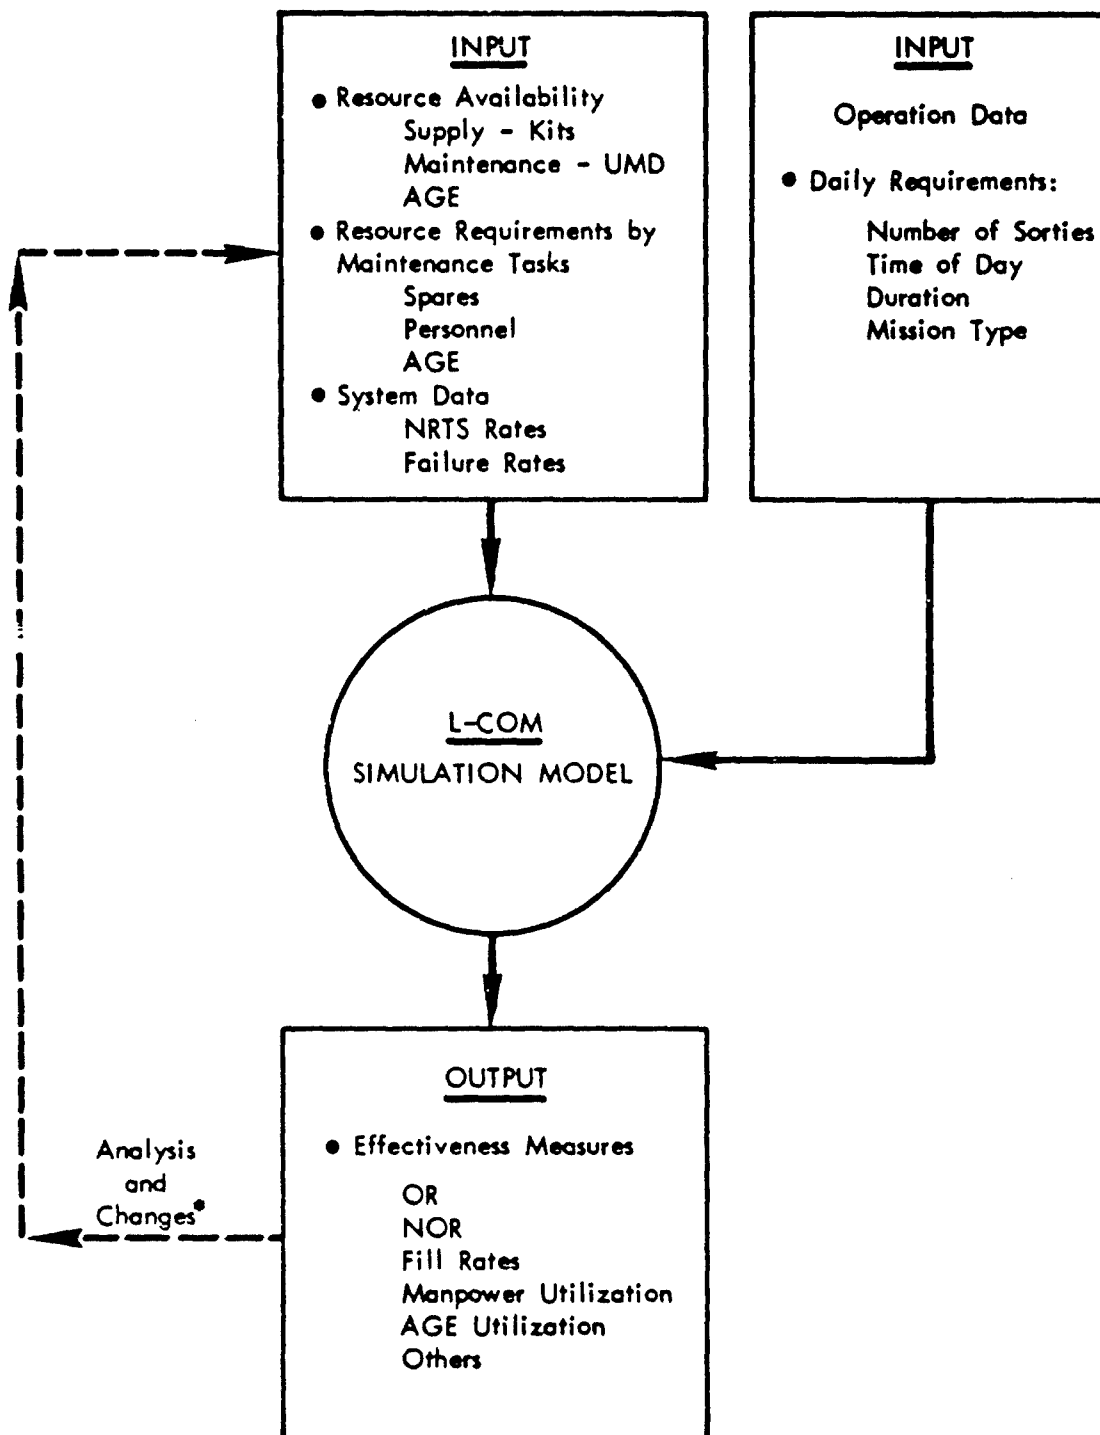 INPUT
● Resource Availability
Supply - Kits
Maintenance - UMD
AGE
● Resource Requirements by
Maintenance Tasks
Spares
Personnel
AGE
● System Data
NRTS Rates
Failure Rates
INPUT
Operation Data
● Daily Requirements:
Number of Sorties
Time of Day
Duration
Mission Type
L-COM
SIMULATION MODEL
OUTPUT
● Effectiveness Measures
OR
NOR
Fill Rates
Manpower Utilization
AGE Utilization
Others
Analysis
and
Changes*